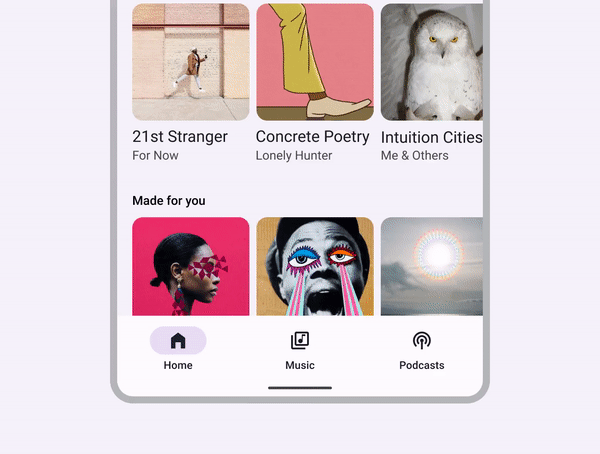 21st Stranger
For Now
Concrete Poetry
Lonely Hunter
Intuition Cities
Me & Others
Made for you
Home
Music
Podcasts